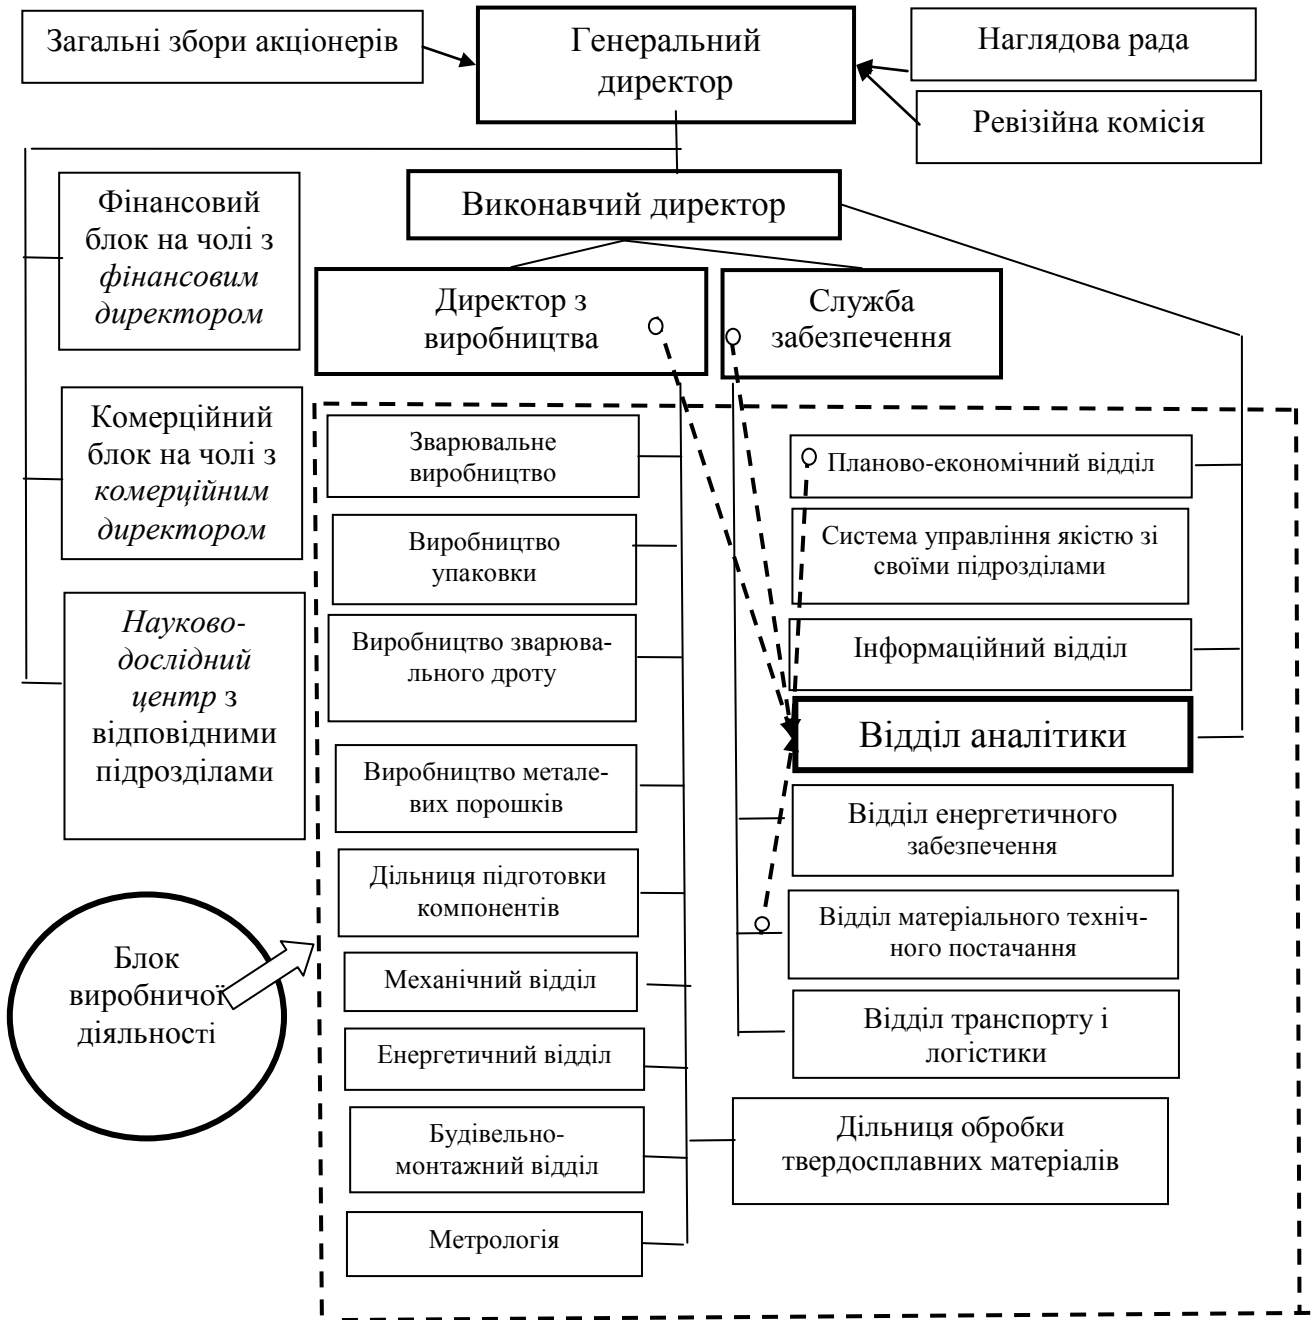 Загальні збори акціонерів
Генеральний
директор
Наглядова рада
Ревізійна комісія
Виконавчий директор
Фінансовий
блок на чолі з
фінансовим
директором
Комерційний
блок на чолі з
комерційним
директором
Науково-
дослідний
центр з
відповідними
підрозділами
Директор з
виробництва
Служба
забезпечення
Зварювальне
виробництво
Виробництво
упаковки
Виробництво зварюва-
льного дроту
Виробництво метале-
вих порошків
Дільниця підготовки
компонентів
Механічний відділ
Енергетичний відділ
Будівельно-
монтажний відділ
Метрологія
Планово-економічний відділ
Система управління якістю зі
своїми підрозділами
Інформаційний відділ
Відділ аналітики
Відділ енергетичного
забезпечення
Відділ матеріального техніч-
ного постачання
Відділ транспорту і
логістики
Дільниця обробки
твердосплавних матеріалів
Блок
виробничої
діяльності